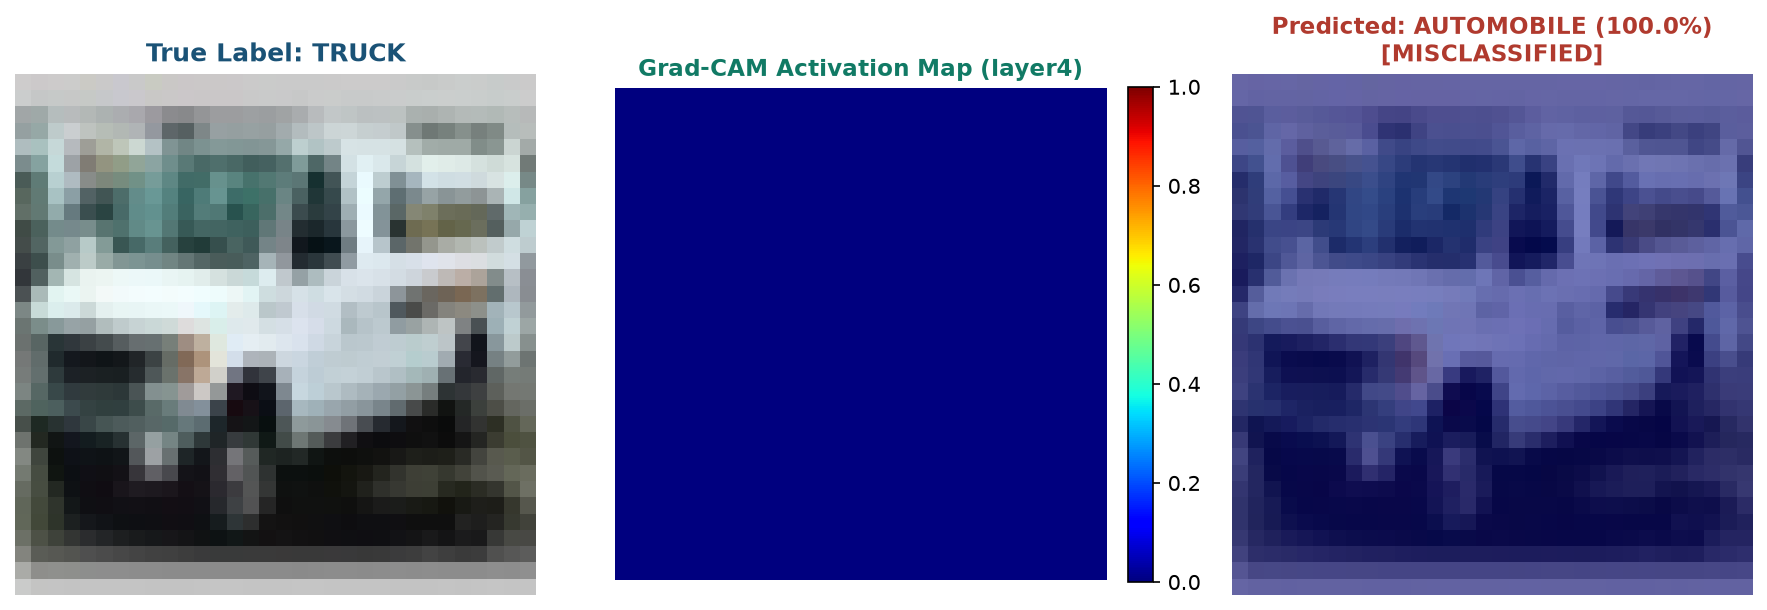 True Label: TRUCK
Grad-CAM Activation Map (layer4)
1.0
0.8
0.6
0.4
0.2
0.0
Predicted: AUTOMOBILE (100.0%)
[MISCLASSIFIED]